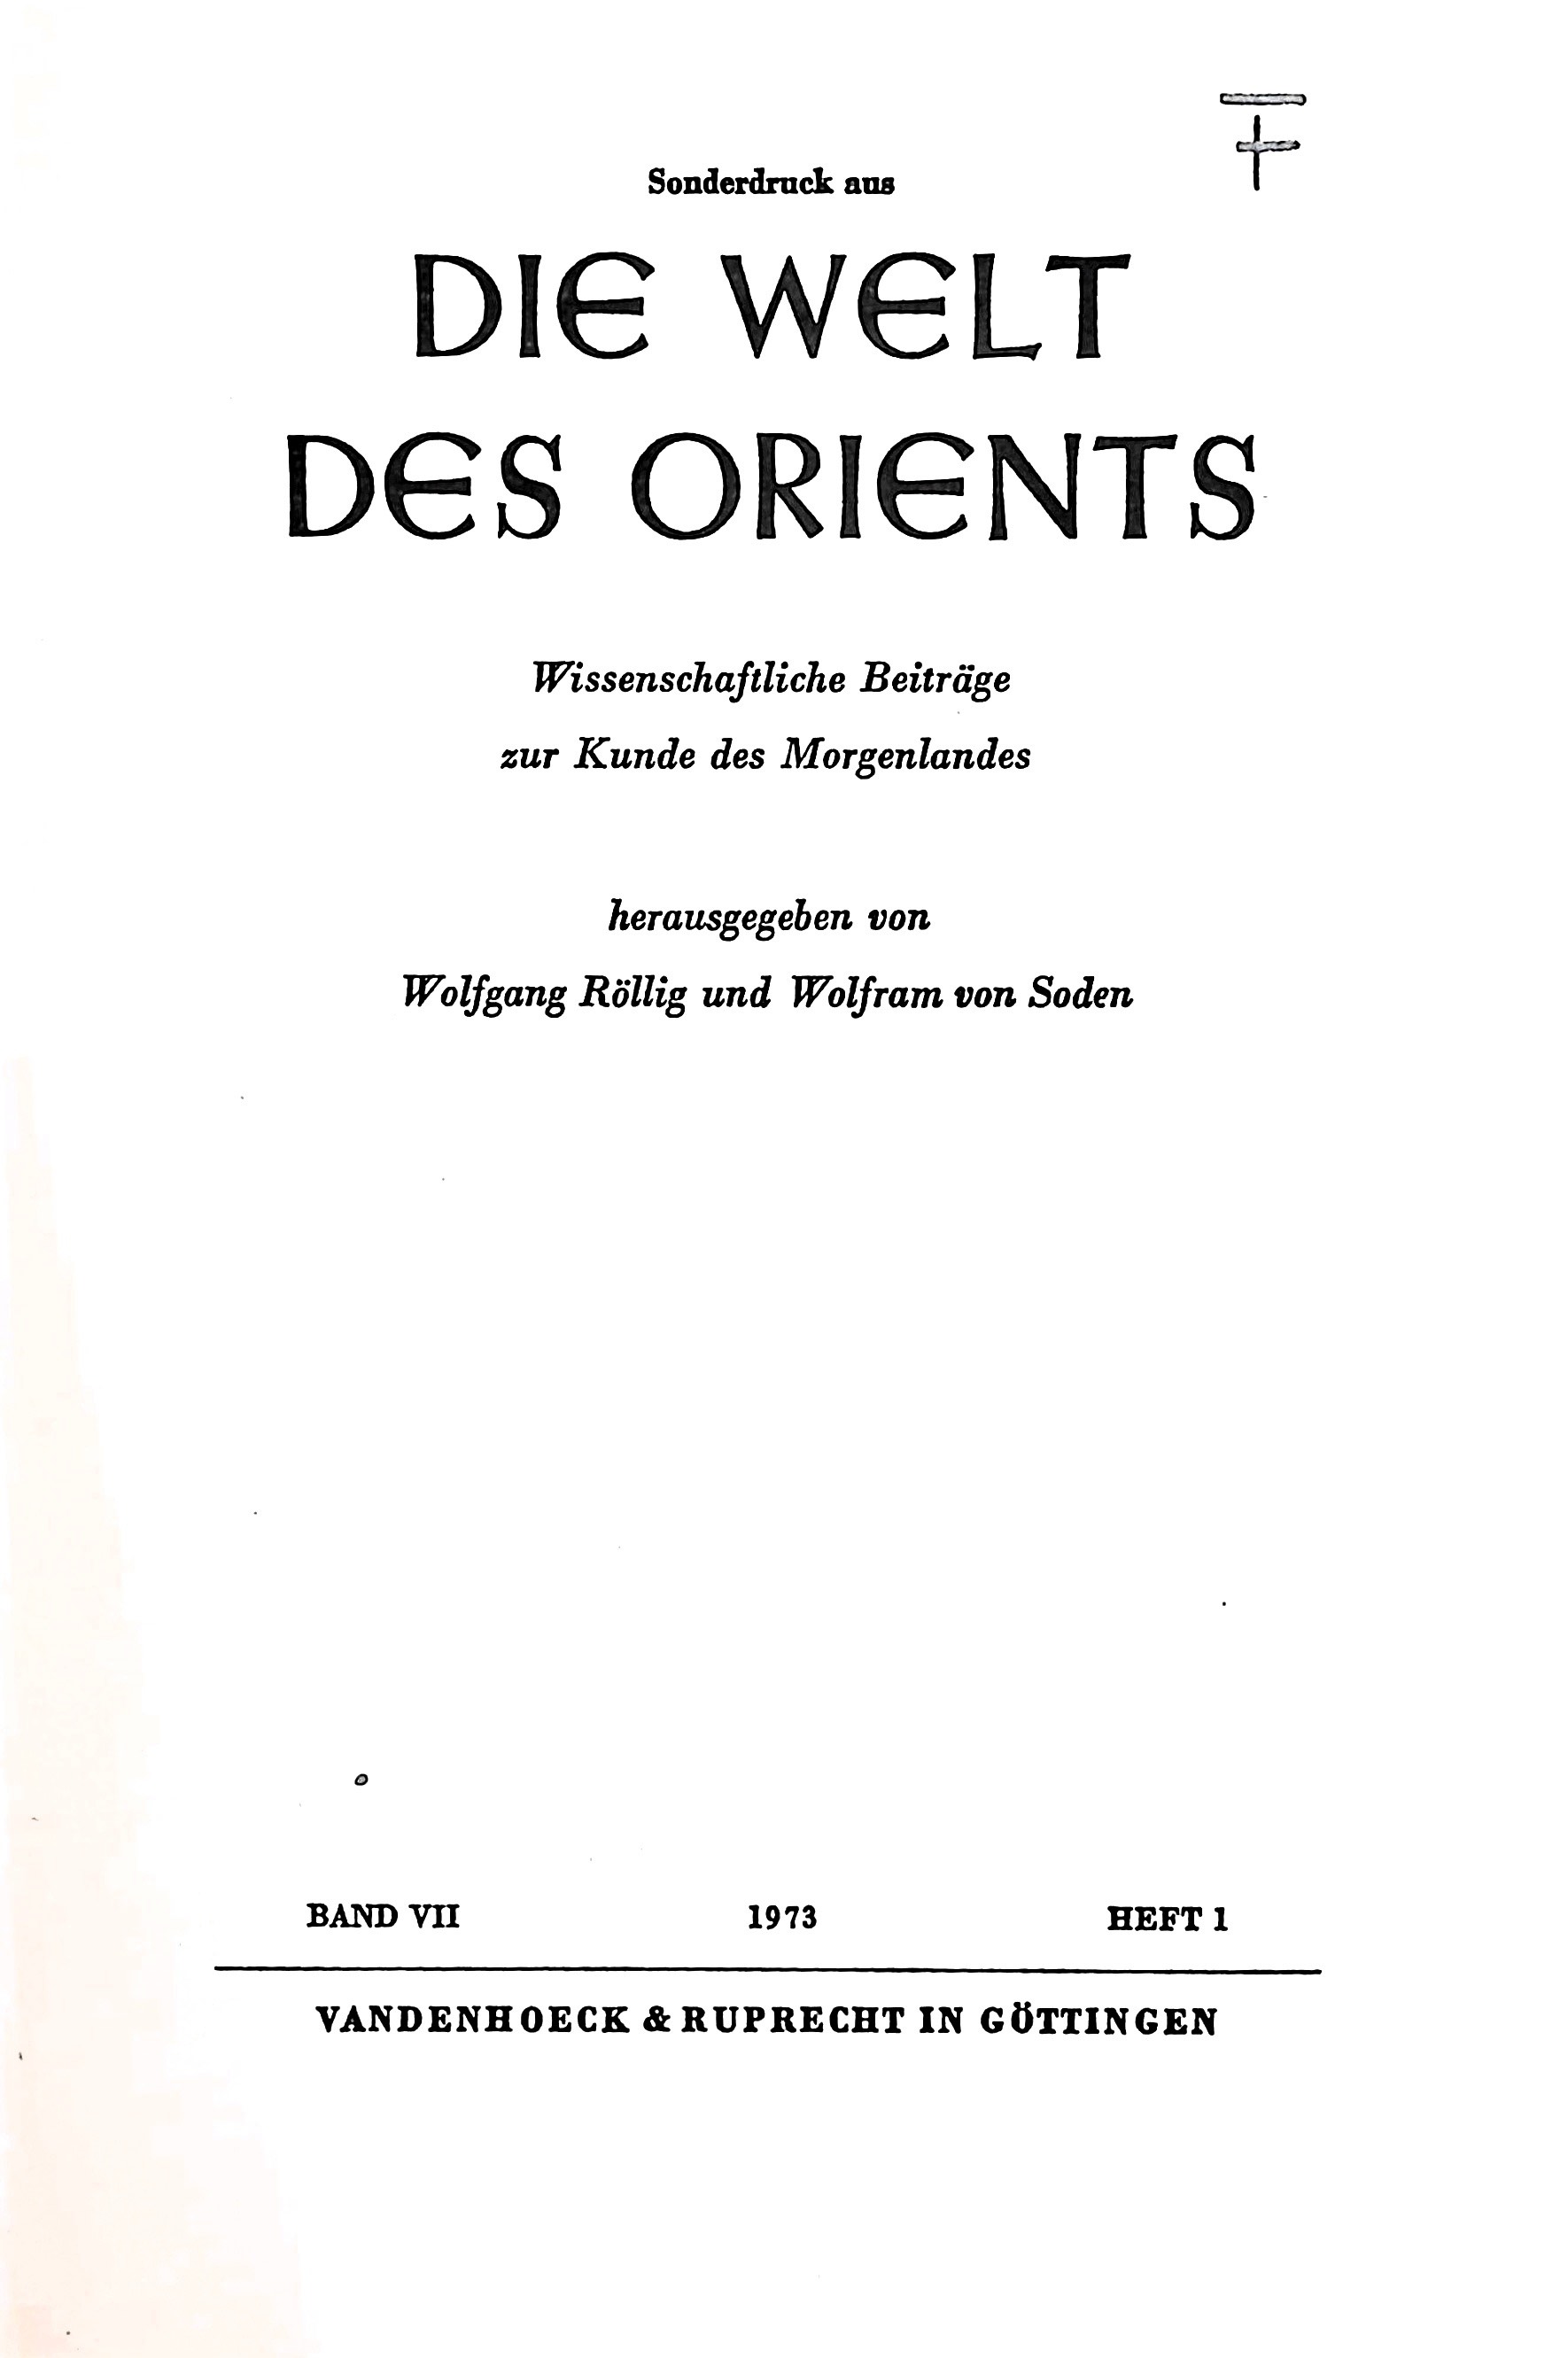 Sonderdruck aus
DIE WELT
DES ORIENTS
Wissenschaftliche Beiträge
zur Kunde des Morgenlandes
herausgegeben von
Wolfgang Röllig und Wolfram von Soden
BAND VII 1973 HEFT 1
VANDENHOECK & RUPRECHT IN GÖTTINGEN